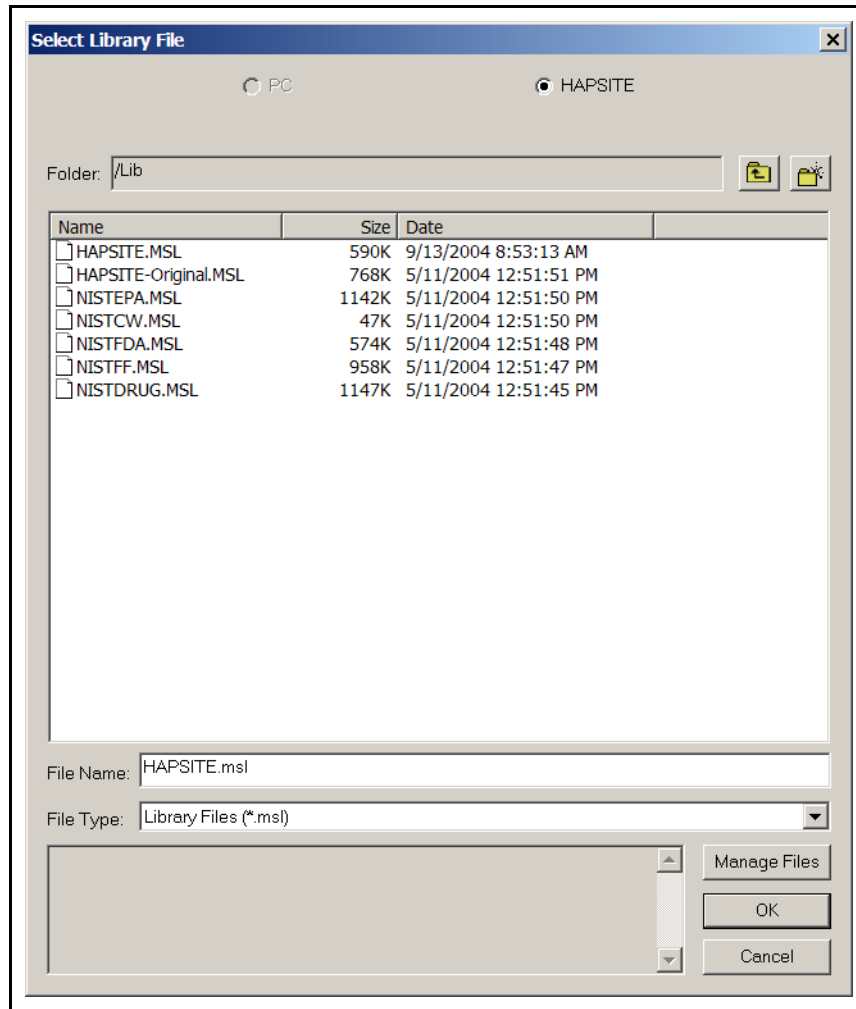 Select Library File
PC HAPSITE
Folder: /Lib
Name Size Date
HAPSITE.MSL 590K 9/13/2004 8:53:13 AM
HAPSITE-Original.MSL 768K 5/11/2004 12:51:51 PM
NISTEPA.MSL 1142K 5/11/2004 12:51:50 PM
NISTCW.MSL 47K 5/11/2004 12:51:50 PM
NISTFDA.MSL 574K 5/11/2004 12:51:48 PM
NISTFF.MSL 958K 5/11/2004 12:51:47 PM
NISTDRUG.MSL 1147K 5/11/2004 12:51:45 PM
File Name: HAPSITE.msl
File Type: Library Files (*.msl)
Manage Files
OK
Cancel